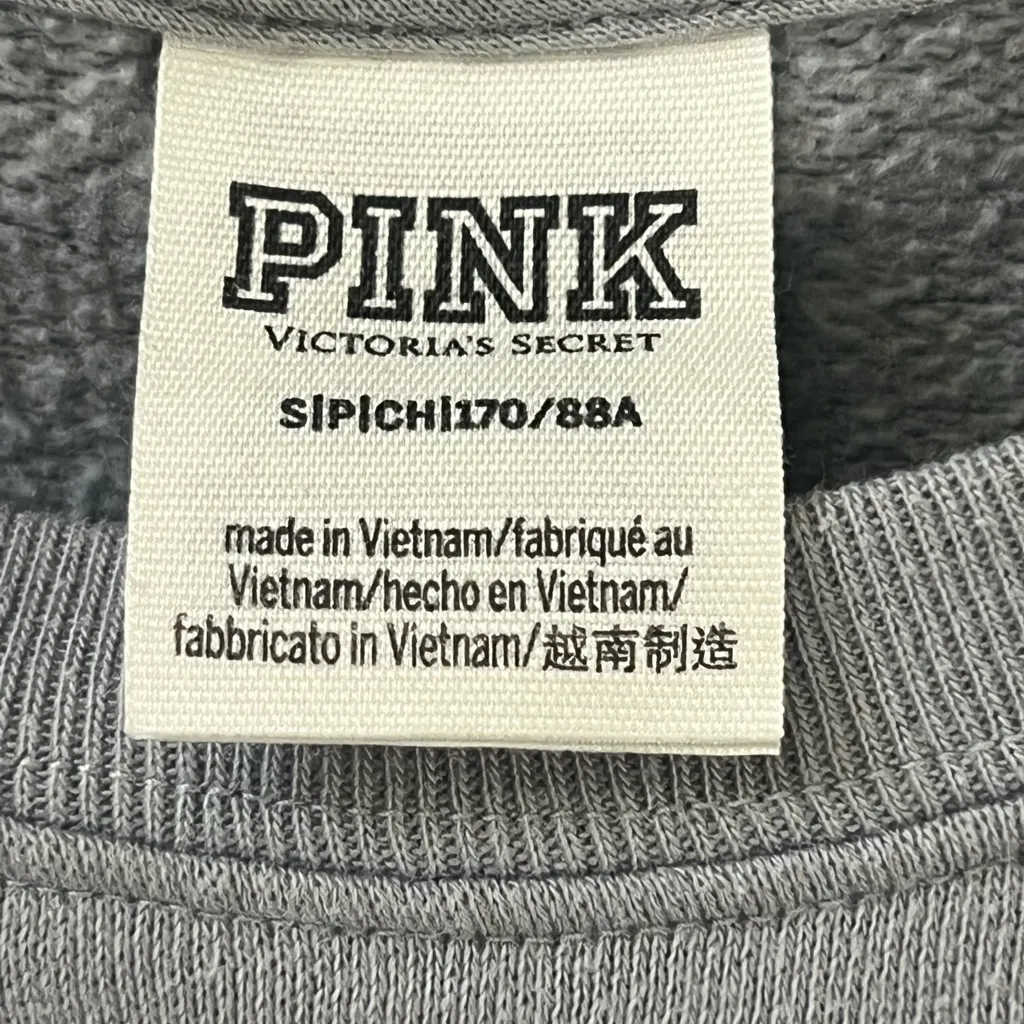 PINK
VICTORIA'S SECRET
S|P|CH|170/88A
made in Vietnam/fabriqué au
Vietnam/hecho en Vietnam/
fabbricato in Vietnam/越南制造